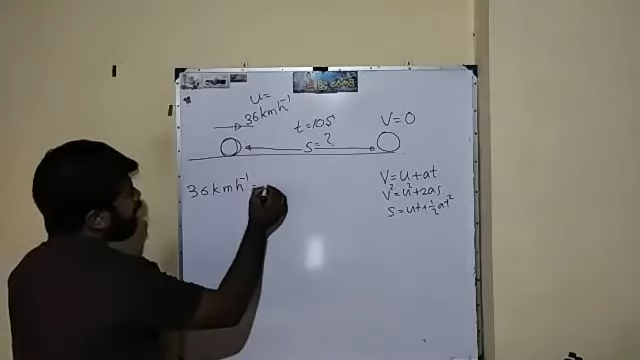 u=
36kmh⁻¹
t=10s
V=0
s=?
36kmh⁻¹ =
V=u+at
V²=u²+2as
s=ut+½at²